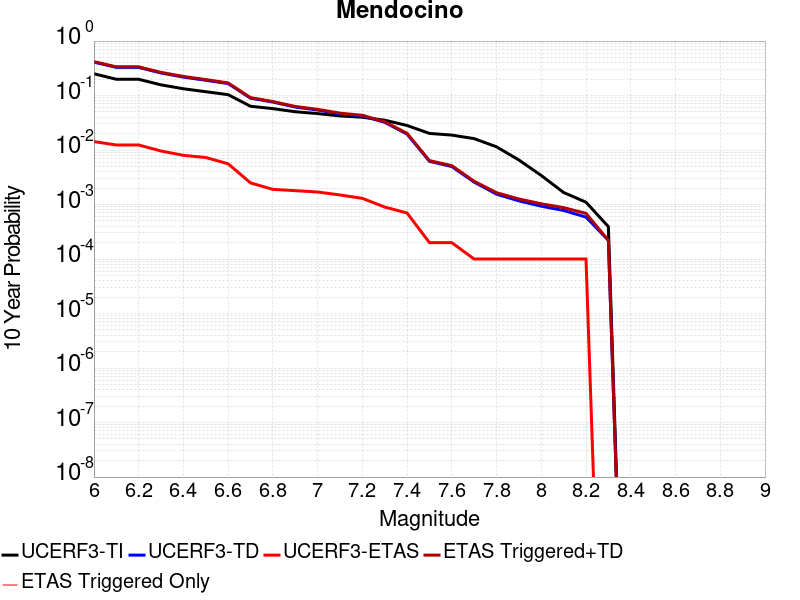 Mendocino
10 Year Probability
10^0
10^-1
10^-2
10^-3
10^-4
10^-5
10^-6
10^-7
10^-8
6 6.2 6.4 6.6 6.8 7 7.2 7.4 7.6 7.8 8 8.2 8.4 8.6 8.8 9
Magnitude
UCERF3-TI UCERF3-TD UCERF3-ETAS ETAS Triggered+TD
ETAS Triggered Only